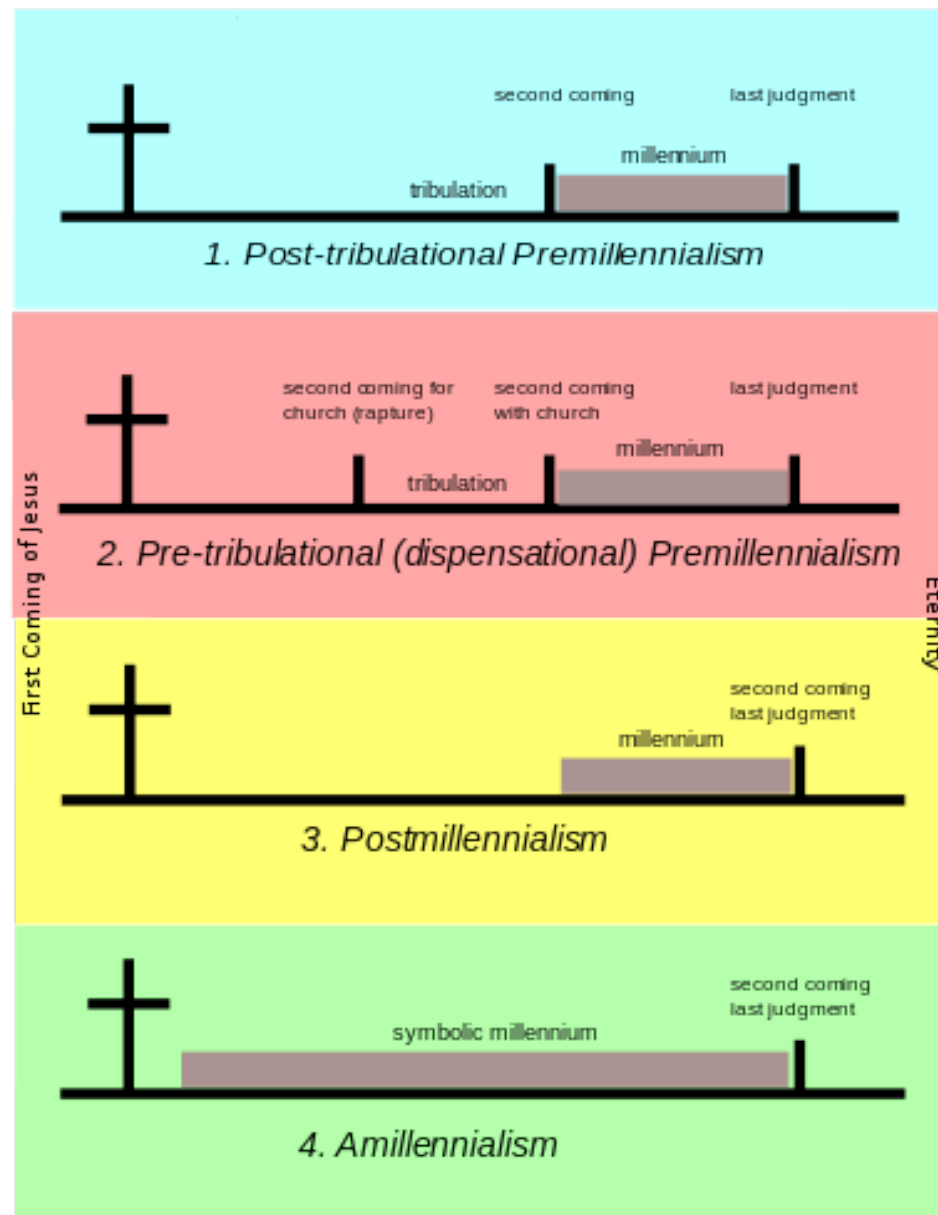 second coming
last judgment
millennium
tribulation
1. Post-tribulational Premillennialism
second coming for
church (rapture)
second coming
with church
last judgment
millennium
tribulation
2. Pre-tribulational (dispensational) Premillennialism
First Coming of Jesus
Eternity
second coming
last judgment
millennium
3. Postmillennialism
second coming
last judgment
symbolic millennium
4. Amillennialism